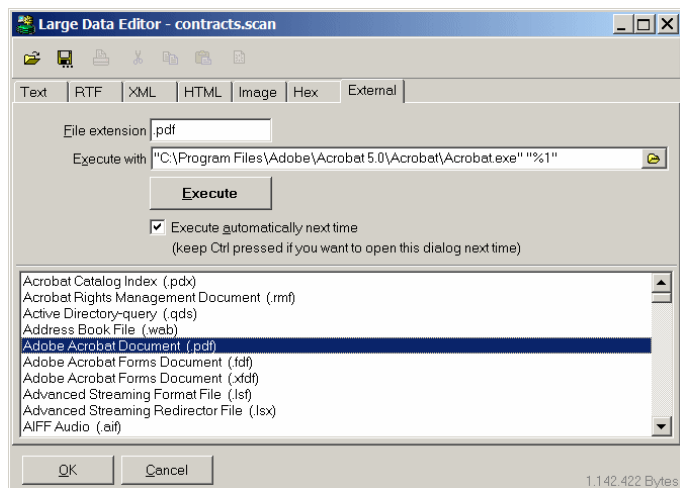 Large Data Editor - contracts.scan
Text RTF XML HTML Image Hex External
File extension .pdf
Execute with "C:\Program Files\Adobe\Acrobat 5.0\Acrobat\Acrobat.exe" "%1"
Execute
Execute automatically next time
(keep Ctrl pressed if you want to open this dialog next time)
Acrobat Catalog Index (.pdx)
Acrobat Rights Management Document (.rmf)
Active Directory-query (.qds)
Address Book File (.wab)
Adobe Acrobat Document (.pdf)
Adobe Acrobat Forms Document (.fdf)
Adobe Acrobat Forms Document (.xfdf)
Advanced Streaming Format File (.lsf)
Advanced Streaming Redirector File (.lsx)
AIFF Audio (.aif)
OK Cancel 1.142.422 Bytes